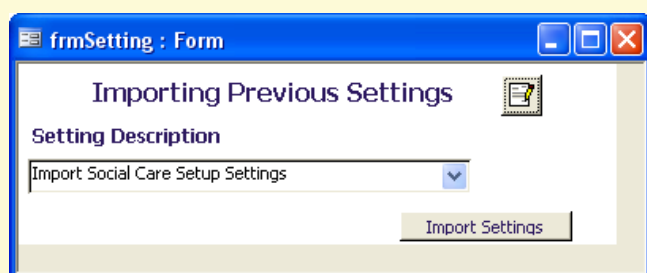 frmSetting : Form
Importing Previous Settings
Setting Description
Import Social Care Setup Settings
Import Settings